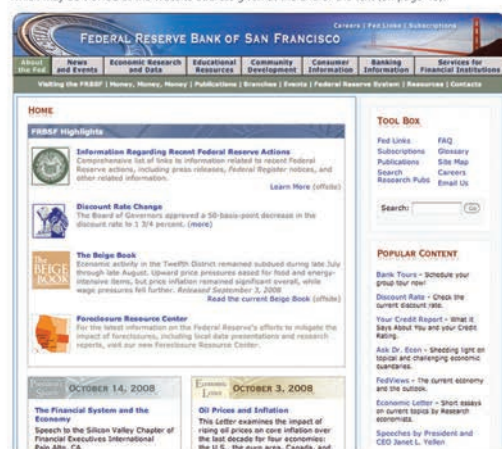 Careers | Fed Links | Subscriptions
FEDERAL RESERVE BANK OF SAN FRANCISCO
About the Fed
News and Events
Economic Research and Data
Educational Resources
Community Development
Consumer Information
Banking Information
Services for Financial Institutions
Visiting the FRBSF | Money, Money, Money | Publications | Branches | Events | Federal Reserve System | Resources | Contacts
HOME
FRBSF Highlights
Information Regarding Recent Federal Reserve Actions
Comprehensive list of links to information related to recent Federal
Reserve actions, including press releases, Federal Register notices, and
other related information.
Learn More (offsite)
Discount Rate Change
The Board of Governors approved a 50-basis-point decrease in the
discount rate to 1 3/4 percent. (more)
THE BEIGE BOOK
The Beige Book
Economic activity in the Twelfth District remained subdued during late July
through late August. Upward price pressures eased for food and energy-
intensive items, but price inflation remained significant overall, while
wage pressures fell further. Released September 3, 2008
Read the current Beige Book (offsite)
Foreclosure Resource Center
For the latest information on the Federal Reserve's efforts to mitigate the
impact of foreclosures, including local data presentations and research
reports, visit our new Foreclosure Resource Center.
OCTOBER 14, 2008
The Financial System and the
Economy
Speech to the Silicon Valley Chapter of
Financial Executives International
Palo Alto, CA
ECONOMIC LETTER
OCTOBER 3, 2008
Oil Prices and Inflation
This Letter examines the impact of
rising oil prices on core inflation over
the last decade for four economies:
the U.S., the euro area, Canada, and
TOOL BOX
Fed Links
Subscriptions
Publications
Search
Research Pubs
FAQ
Glossary
Site Map
Careers
Email Us
Search:
Go
POPULAR CONTENT
Bank Tours - Schedule your
group tour now!
Discount Rate - Check the
current discount rate.
Your Credit Report - What it
Says About You and your Credit
Rating.
Ask Dr. Econ - Shedding light on
topical and challenging economic
quandaries.
FedViews - The current economy
and the outlook.
Economic Letter - Short essays
on current topics by Research
economists.
Speeches by President and
CEO Janet L. Yellen